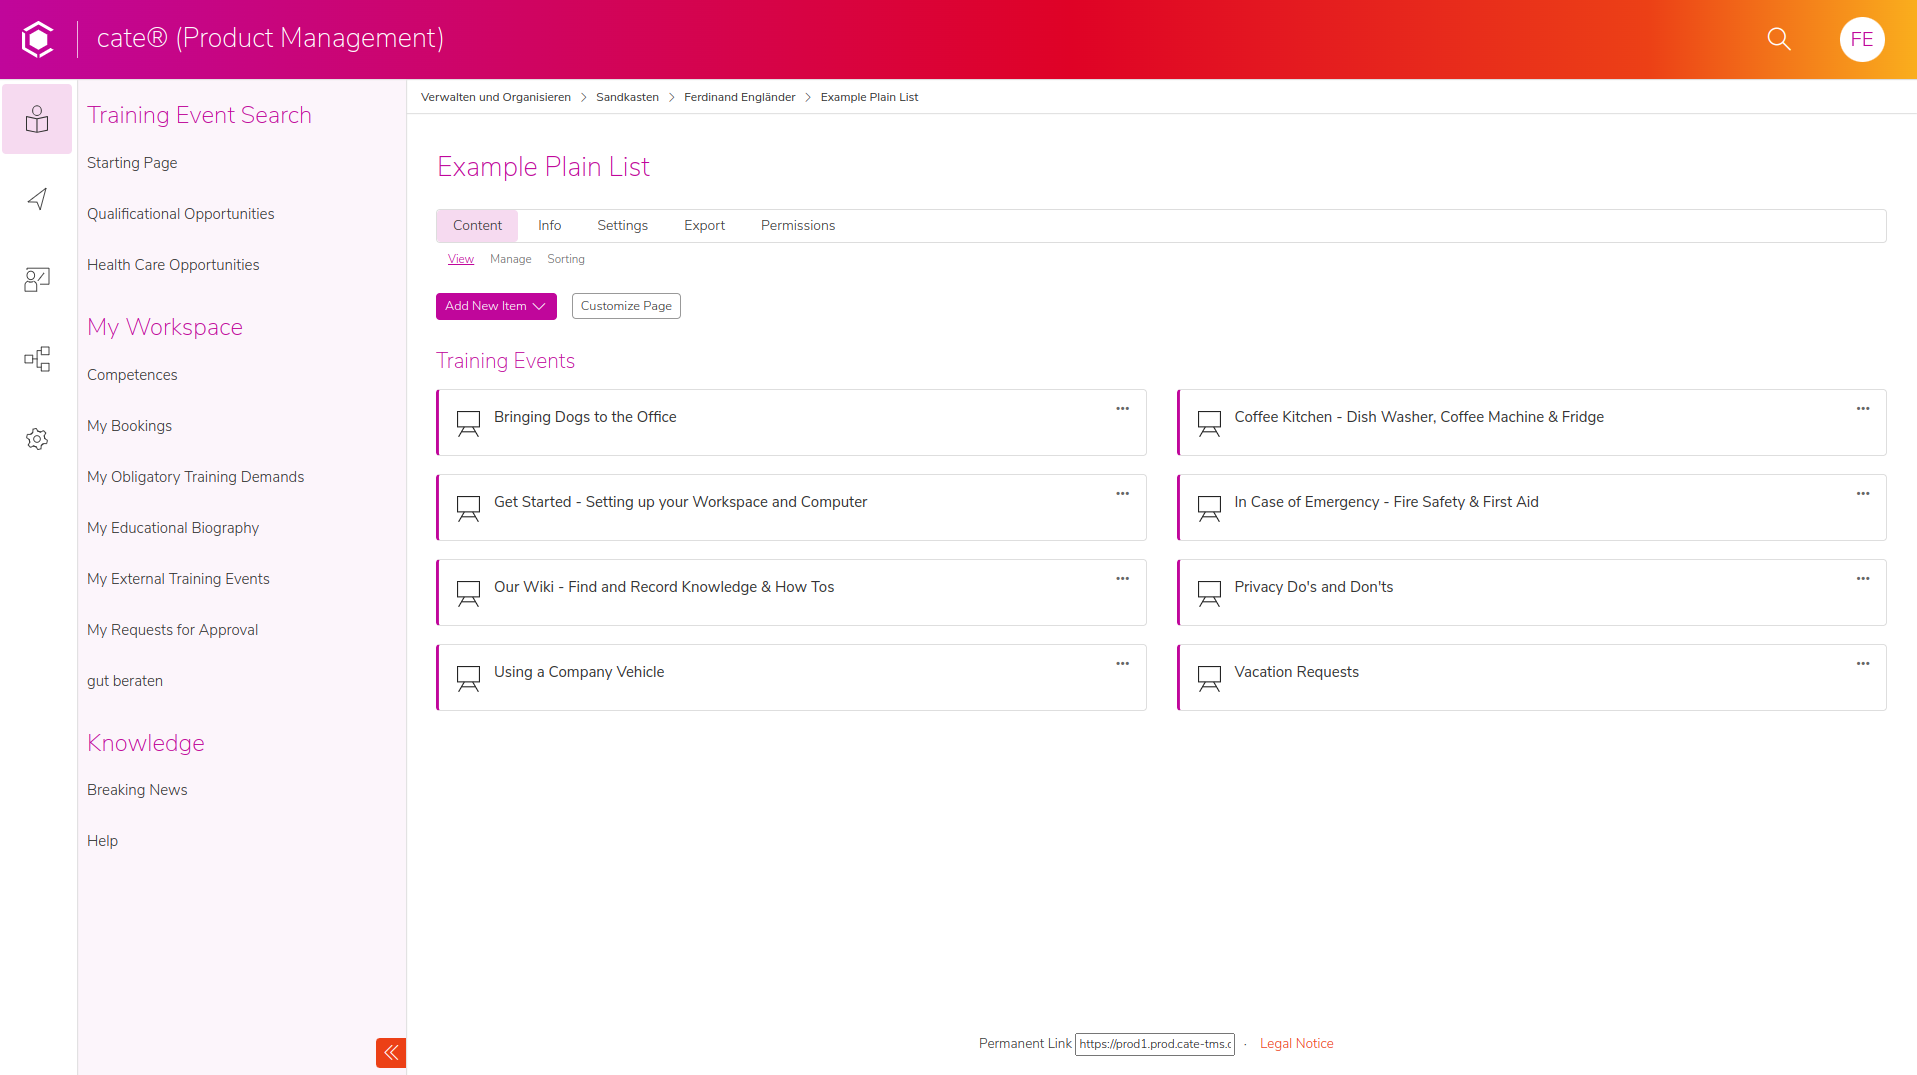 cate® (Product Management)
FE
Training Event Search
Starting Page
Qualificational Opportunities
Health Care Opportunities
My Workspace
Competences
My Bookings
My Obligatory Training Demands
My Educational Biography
My External Training Events
My Requests for Approval
gut beraten
Knowledge
Breaking News
Help
Verwalten und Organisieren > Sandkasten > Ferdinand Engländer > Example Plain List
Example Plain List
Content Info Settings Export Permissions
View Manage Sorting
Add New Item Customize Page
Training Events
Bringing Dogs to the Office
Coffee Kitchen - Dish Washer, Coffee Machine & Fridge
Get Started - Setting up your Workspace and Computer
In Case of Emergency - Fire Safety & First Aid
Our Wiki - Find and Record Knowledge & How Tos
Privacy Do's and Don'ts
Using a Company Vehicle
Vacation Requests
Permanent Link https://prod1.prod.cate-tms.c · Legal Notice